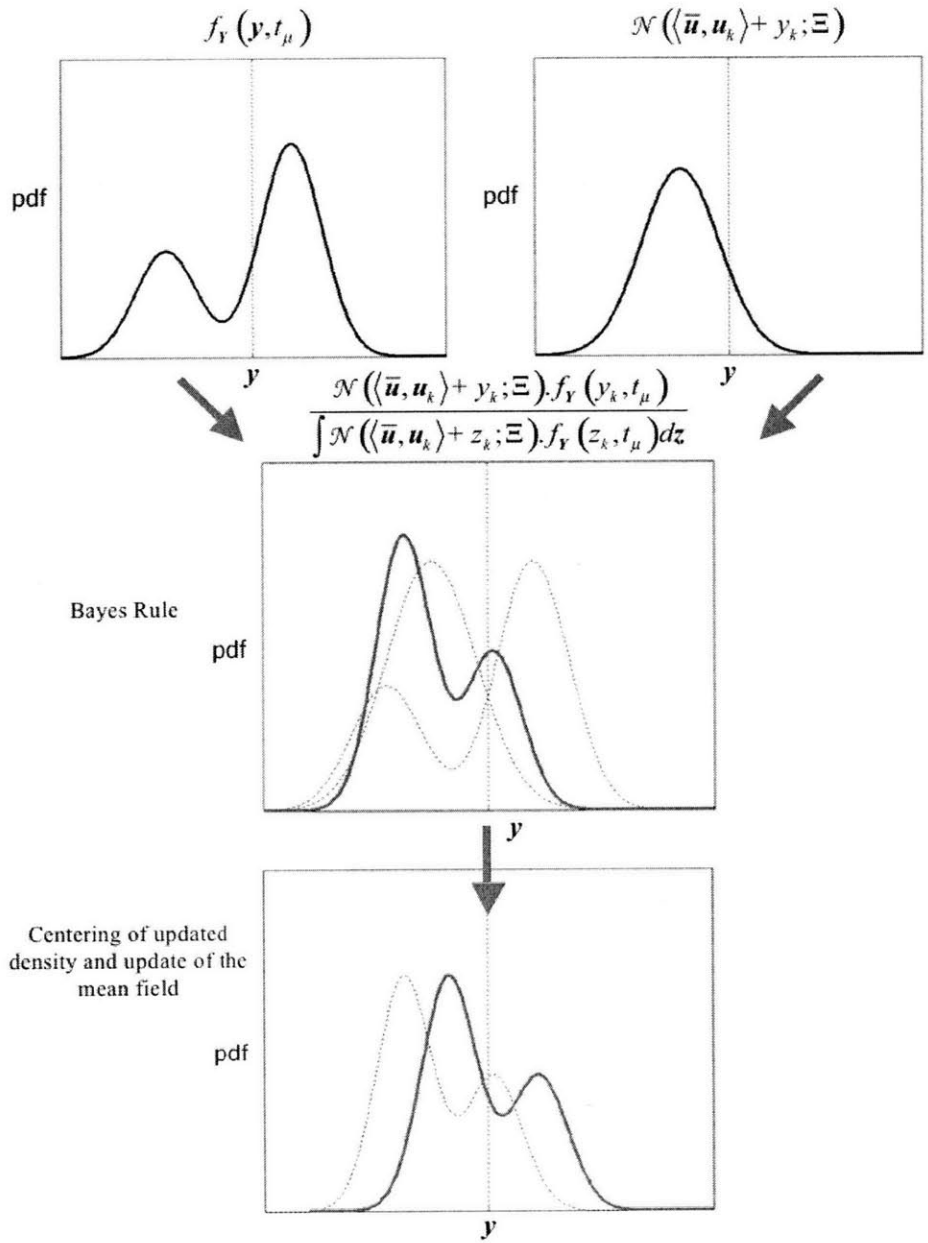 f_Y(y, t_μ)
𝒩(⟨ū, u_k⟩ + y_k; Ξ)
pdf
pdf
y
y
𝒩(⟨ū, u_k⟩ + y_k; Ξ).f_Y(y_k, t_μ)
∫𝒩(⟨ū, u_k⟩ + z_k; Ξ).f_Y(z_k, t_μ)dz
Bayes Rule
pdf
y
Centering of updated
density and update of the
mean field
pdf
y